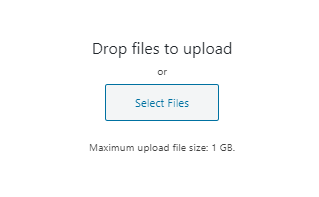 Drop files to upload
or
Select Files
Maximum upload file size: 1 GB.